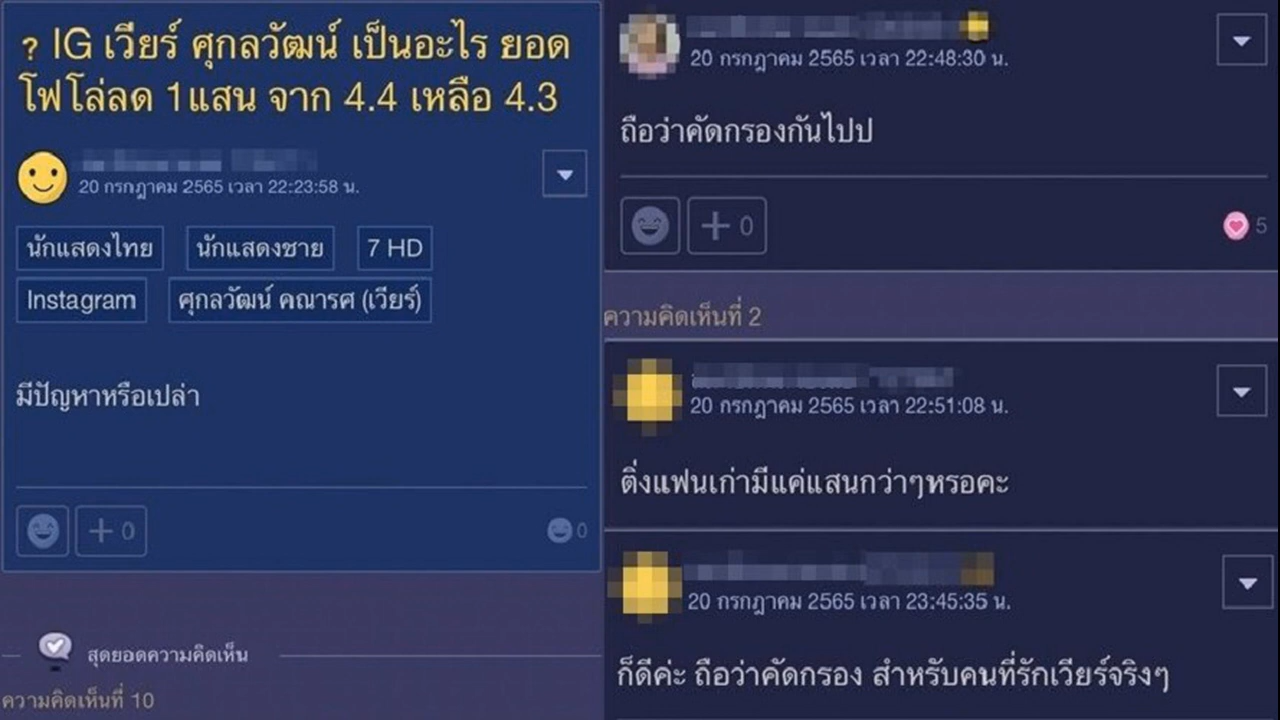 ? IG เวียร์ ศุกลวัฒน์ เป็นอะไร ยอด
โฟโล่ลด 1แสน จาก 4.4 เหลือ 4.3
20 กรกฎาคม 2565 เวลา 22:23:58 น.
นักแสดงไทย
นักแสดงชาย
7 HD
Instagram
ศุกลวัฒน์ คณารศ (เวียร์)
มีปัญหาหรือเปล่า
+ 0
0
สุดยอดความคิดเห็น
ความคิดเห็นที่ 10
20 กรกฎาคม 2565 เวลา 22:48:30 น.
ถือว่าคัดกรองกันไปป
+ 0
5
ความคิดเห็นที่ 2
20 กรกฎาคม 2565 เวลา 22:51:08 น.
ติ่งแฟนเก่ามีแค่แสนกว่าๆหรอคะ
20 กรกฎาคม 2565 เวลา 23:45:35 น.
ก็ดีค่ะ ถือว่าคัดกรอง สำหรับคนที่รักเวียร์จริงๆ